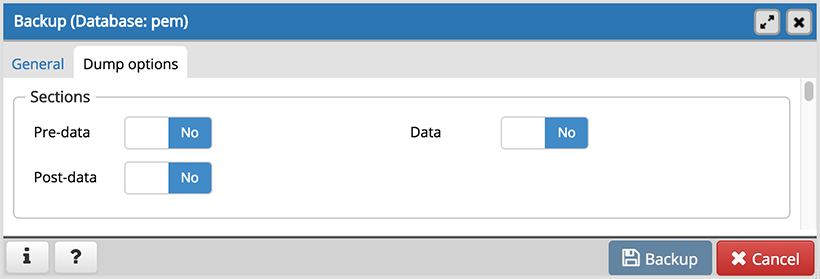 Backup (Database: pem)
General Dump options
Sections
Pre-data No Data No
Post-data No
i ? Backup Cancel